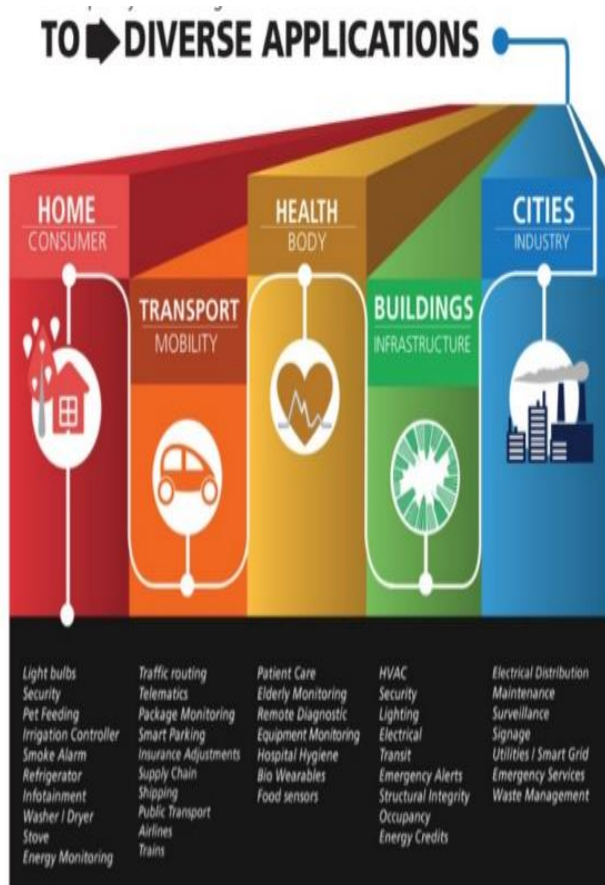 TO DIVERSE APPLICATIONS
HOME
CONSUMER
TRANSPORT
MOBILITY
HEALTH
BODY
BUILDINGS
INFRASTRUCTURE
CITIES
INDUSTRY
Light bulbs
Security
Pet Feeding
Irrigation Controller
Smoke Alarm
Refrigerator
Infotainment
Washer / Dryer
Stove
Energy Monitoring
Traffic routing
Telematics
Package Monitoring
Smart Parking
Insurance Adjustments
Supply Chain
Shipping
Public Transport
Airlines
Trains
Patient Care
Elderly Monitoring
Remote Diagnostic
Equipment Monitoring
Hospital Hygiene
Bio Wearables
Food sensors
HVAC
Security
Lighting
Electrical
Transit
Emergency Alerts
Structural Integrity
Occupancy
Energy Credits
Electrical Distribution
Maintenance
Surveillance
Signage
Utilities / Smart Grid
Emergency Services
Waste Management